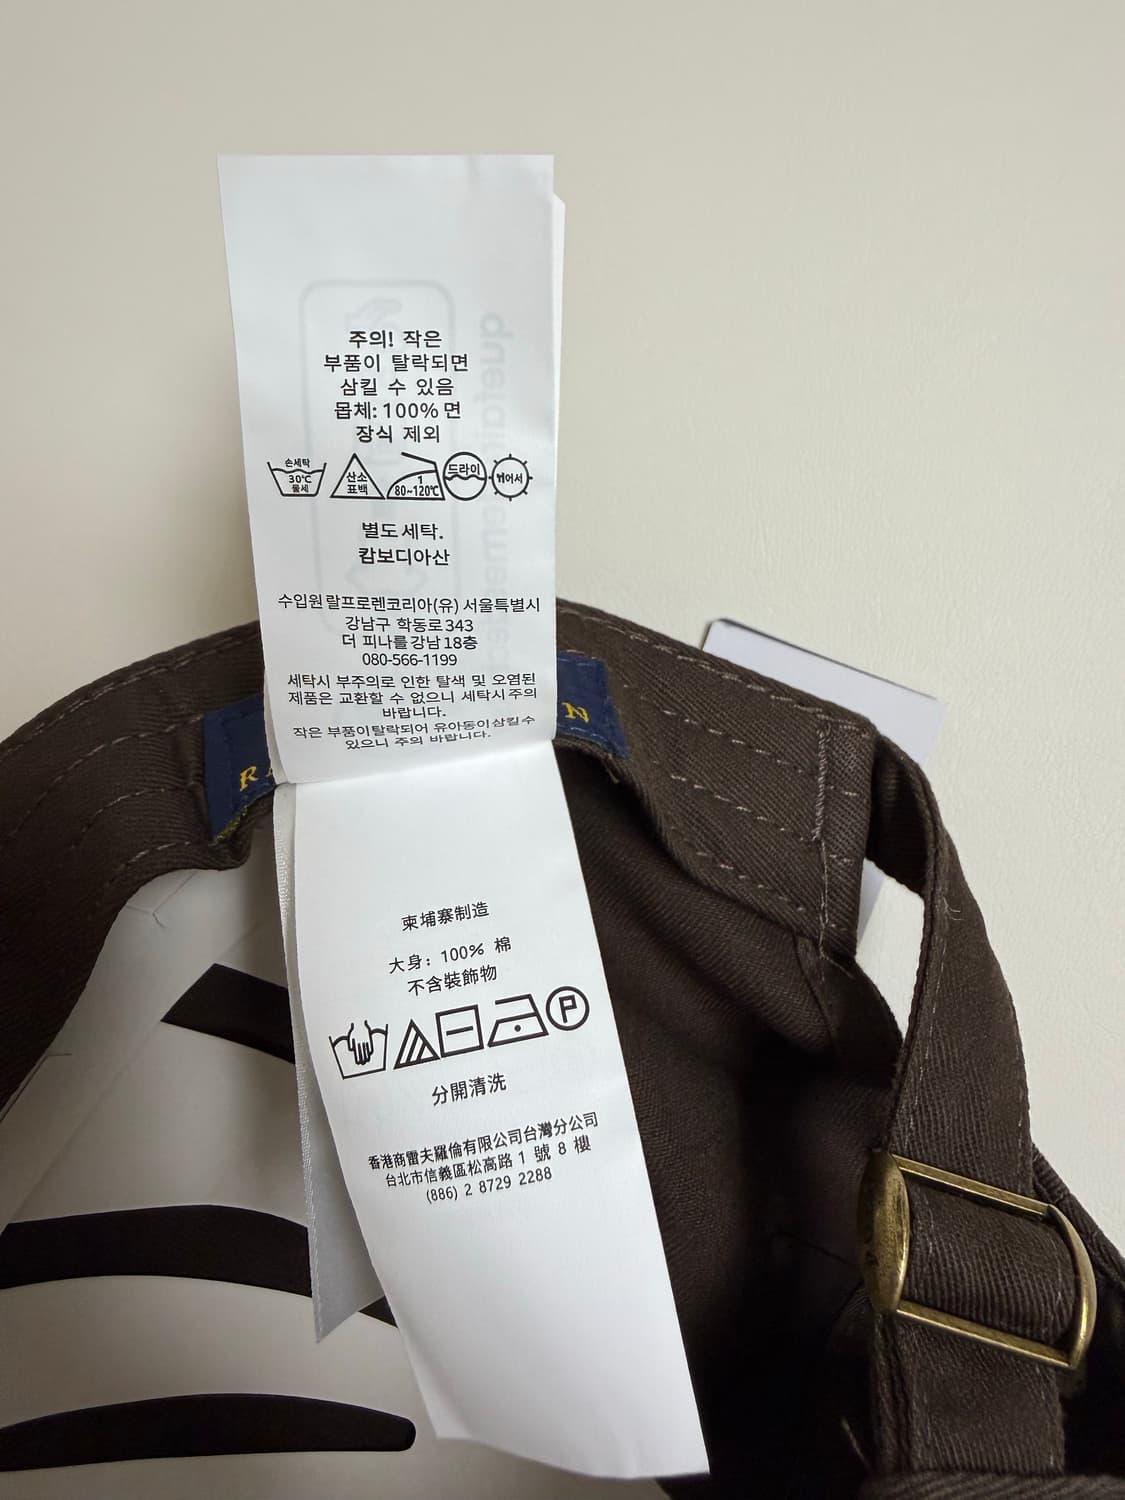 주의! 작은
부품이 탈락되면
삼킬 수 있음
몹체: 100% 면
장식 제외
손세탁
30℃
물세
산소
표백
1
80~120℃
드라이
뉘어서
별도세탁.
캄보디아산
수입원 랄프로렌코리아(유) 서울특별시
강남구 학동로343
더 피나클강남 18층
080-566-1199
세탁시 부주의로 인한 탈색 및 오염된
제품은 교환할 수 없으니 세탁시 주의
바랍니다.
작은 부품이탈락되어 유아동이삼킬수
있으니 주의 바랍니다.
R
N
柬埔寨制造
大身: 100% 棉
不含裝飾物
P
分開清洗
香港商雷夫羅倫有限公司台灣分公司
台北市信義區松高路 1 號 8 樓
(886) 2 8729 2288